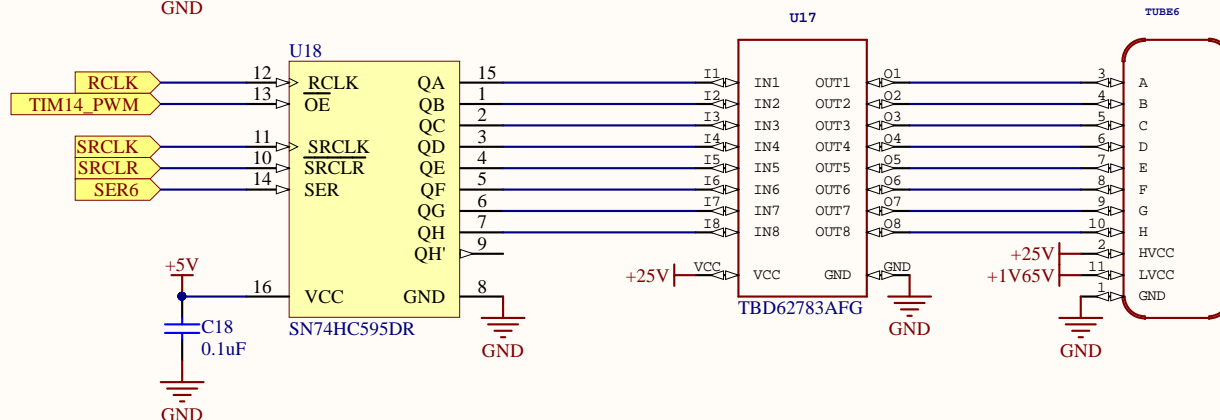 GND
U17
TUBE6
U18
RCLK 12 RCLK QA 15 I1 IN1 OUT1 O1 3 A
TIM14_PWM 13 OE QB 1 I2 IN2 OUT2 O2 4 B
QC 2 I3 IN3 OUT3 O3 5 C
SRCLK 11 SRCLK QD 3 I4 IN4 OUT4 O4 6 D
SRCLR 10 SRCLR QE 4 I5 IN5 OUT5 O5 7 E
SER6 14 SER QF 5 I6 IN6 OUT6 O6 8 F
QG 6 I7 IN7 OUT7 O7 9 G
QH 7 I8 IN8 OUT8 O8 10 H
QH' 9 +25V 2 HVCC
+5V +25V VCC VCC GND GND +1V65V 11 LVCC
16 VCC GND 8 1 GND
SN74HC595DR TBD62783AFG
C18
0.1uF
GND GND GND
GND